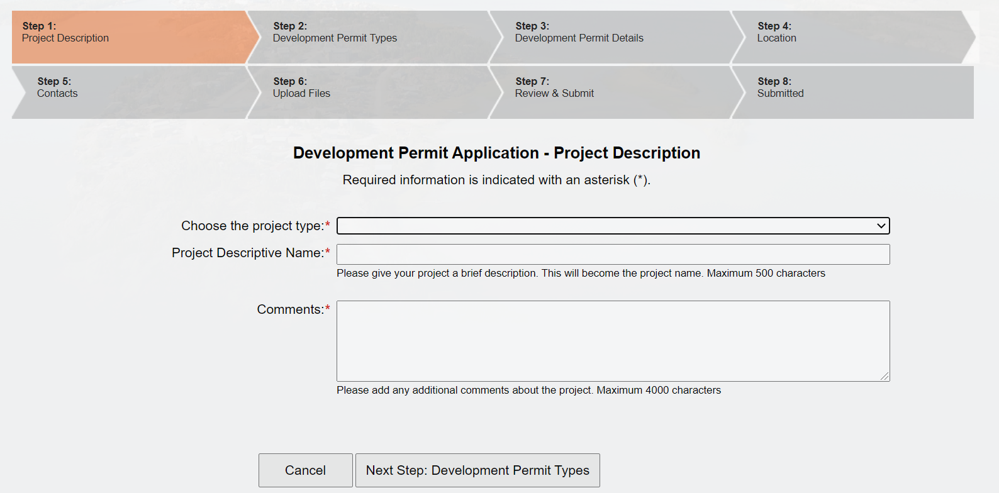 Step 1:
Project Description
Step 2:
Development Permit Types
Step 3:
Development Permit Details
Step 4:
Location
Step 5:
Contacts
Step 6:
Upload Files
Step 7:
Review & Submit
Step 8:
Submitted
Development Permit Application - Project Description
Required information is indicated with an asterisk (*).
Choose the project type:*
Project Descriptive Name:*
Please give your project a brief description. This will become the project name. Maximum 500 characters
Comments:*
Please add any additional comments about the project. Maximum 4000 characters
Cancel
Next Step: Development Permit Types